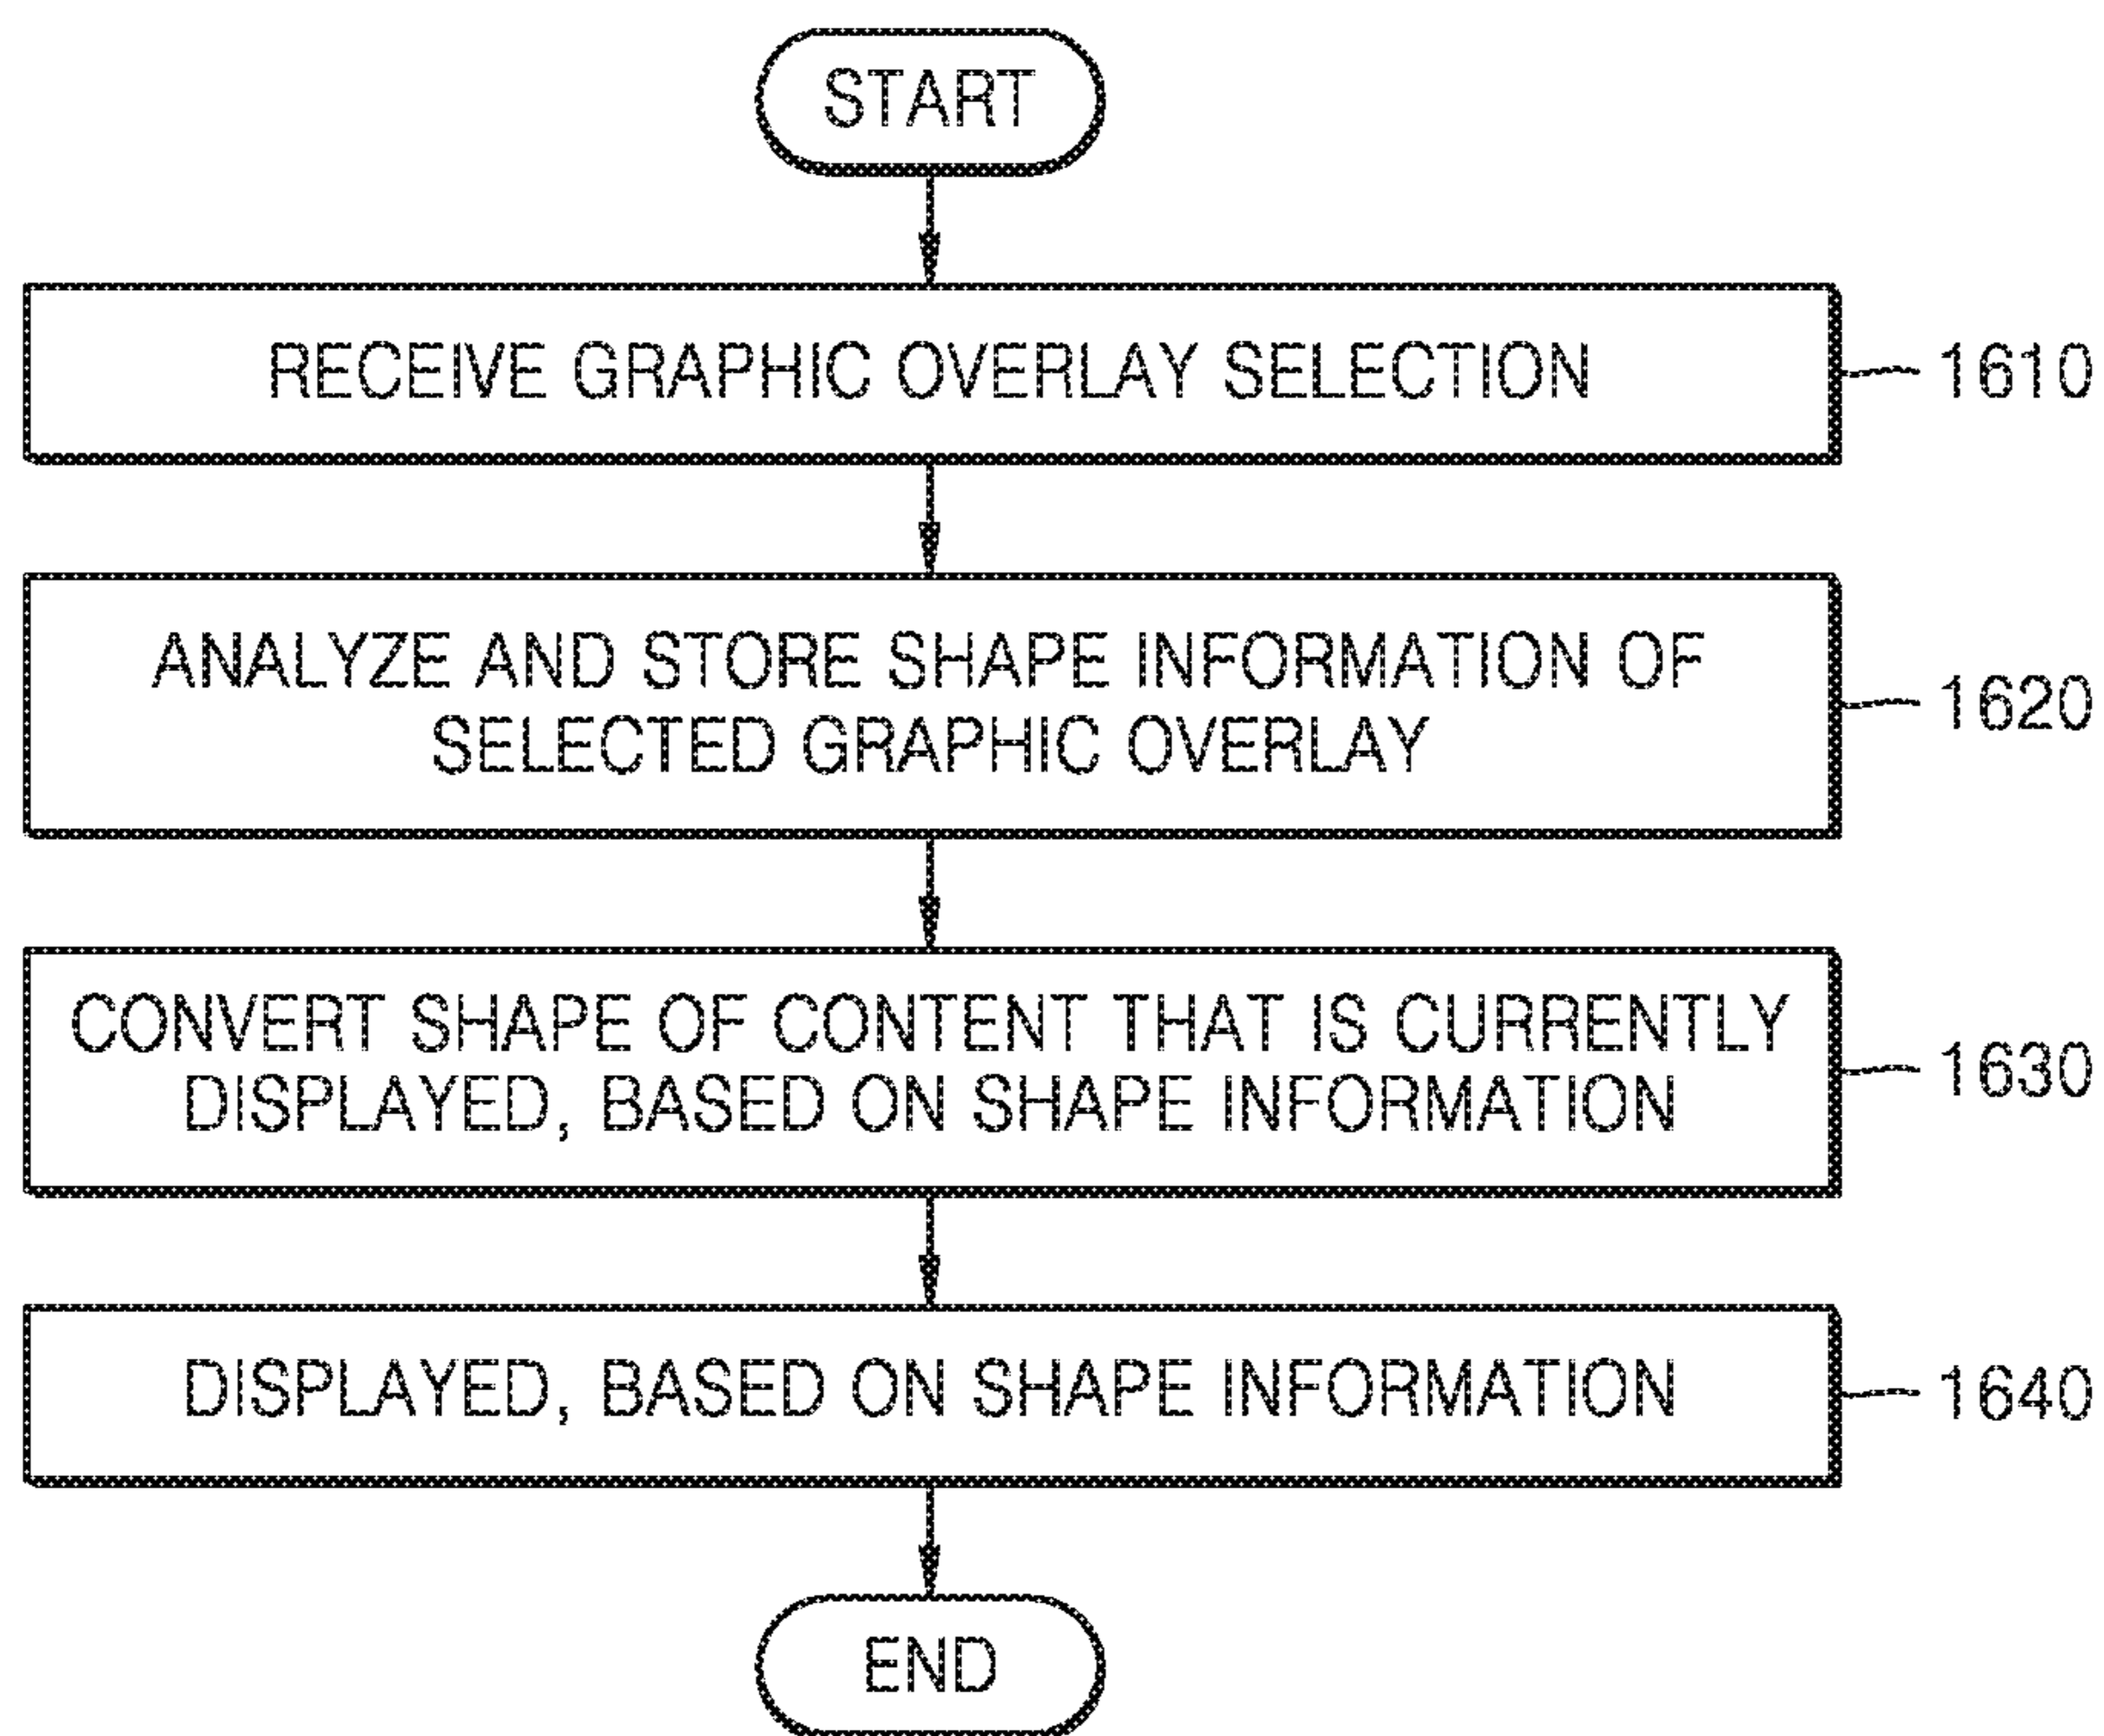 START
RECEIVE GRAPHIC OVERLAY SELECTION
1610
ANALYZE AND STORE SHAPE INFORMATION OF
SELECTED GRAPHIC OVERLAY
1620
CONVERT SHAPE OF CONTENT THAT IS CURRENTLY
DISPLAYED, BASED ON SHAPE INFORMATION
1630
DISPLAYED, BASED ON SHAPE INFORMATION
1640
END